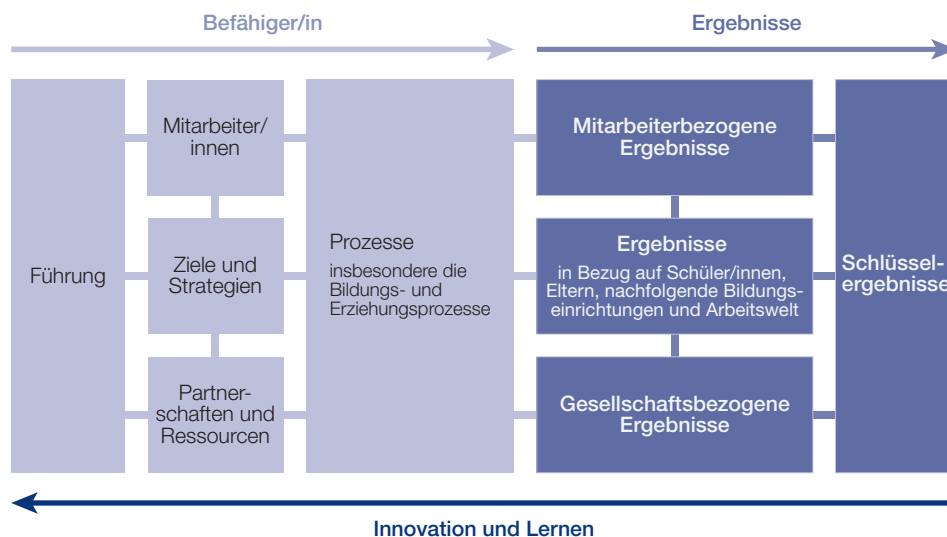 Befähiger/in
Ergebnisse
Führung
Mitarbeiter/
innen
Ziele und
Strategien
Partner-
schaften und
Ressourcen
Prozesse
insbesondere die
Bildungs- und
Erziehungsprozesse
Mitarbeiterbezogene
Ergebnisse
Ergebnisse
in Bezug auf Schüler/innen,
Eltern, nachfolgende Bildungs-
einrichtungen und Arbeitswelt
Gesellschaftsbezogene
Ergebnisse
Schlüssel-
ergebnisse
Innovation und Lernen